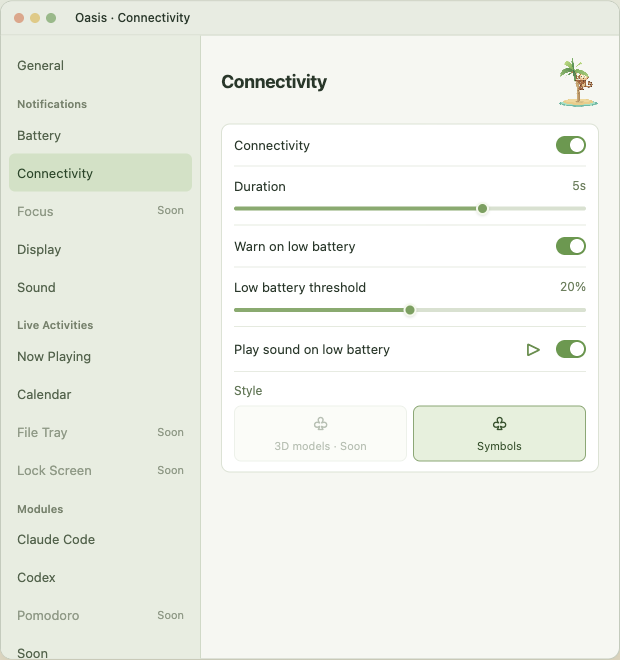 Oasis · Connectivity
General
Notifications
Battery
Connectivity
Focus Soon
Display
Sound
Live Activities
Now Playing
Calendar
File Tray Soon
Lock Screen Soon
Modules
Claude Code
Codex
Pomodoro Soon
Soon
Connectivity
Connectivity
Duration 5s
Warn on low battery
Low battery threshold 20%
Play sound on low battery
Style
3D models · Soon
Symbols